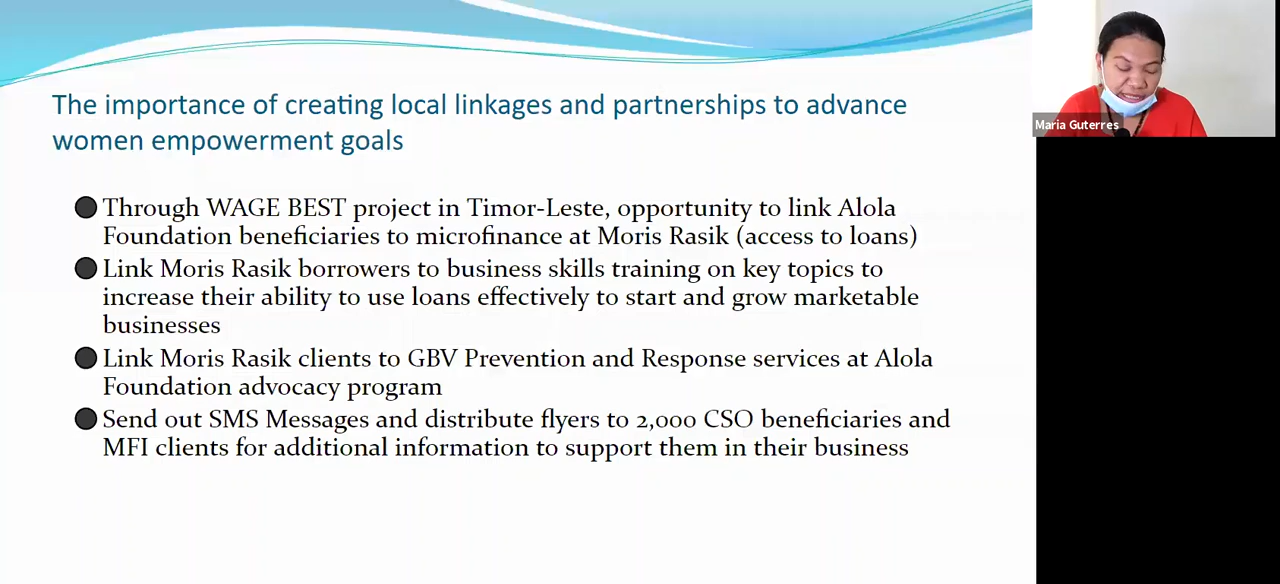 The importance of creating local linkages and partnerships to advance
women empowerment goals
Through WAGE BEST project in Timor-Leste, opportunity to link Alola
Foundation beneficiaries to microfinance at Moris Rasik (access to loans)
Link Moris Rasik borrowers to business skills training on key topics to
increase their ability to use loans effectively to start and grow marketable
businesses
Link Moris Rasik clients to GBV Prevention and Response services at Alola
Foundation advocacy program
Send out SMS Messages and distribute flyers to 2,000 CSO beneficiaries and
MFI clients for additional information to support them in their business
Maria Guterres